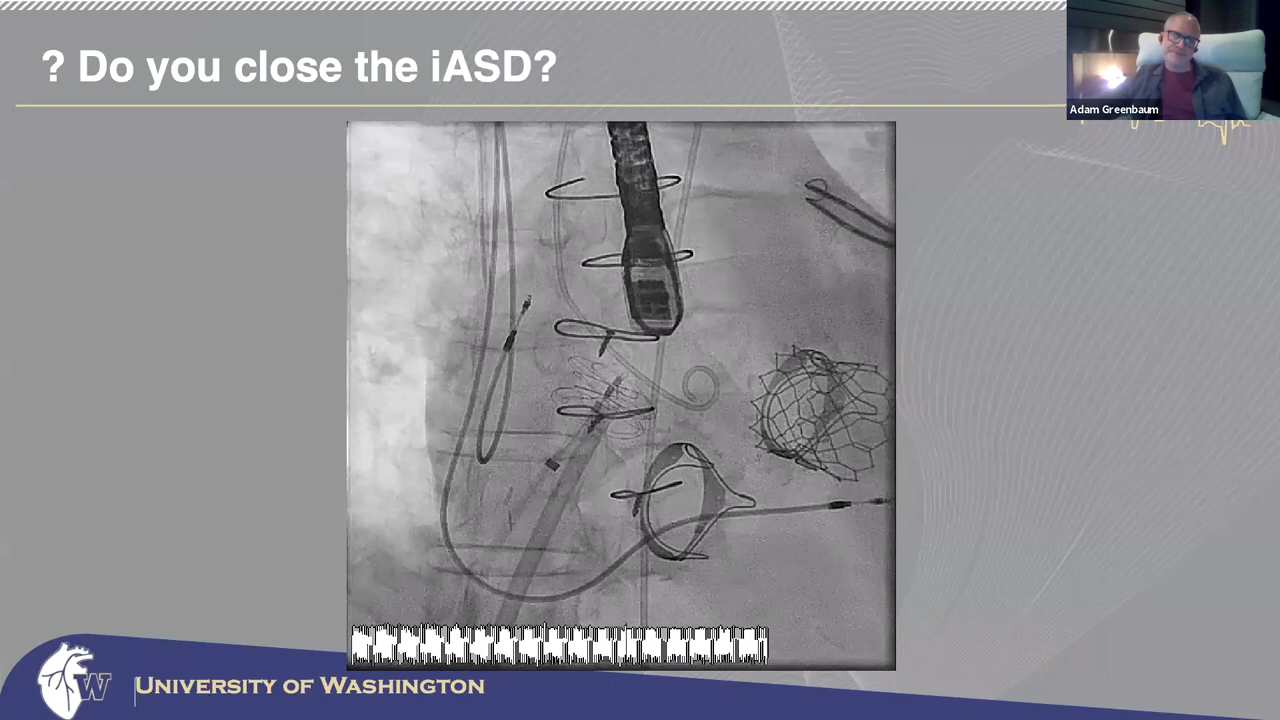 ? Do you close the iASD?
Adam Greenbaum
W
UNIVERSITY OF WASHINGTON